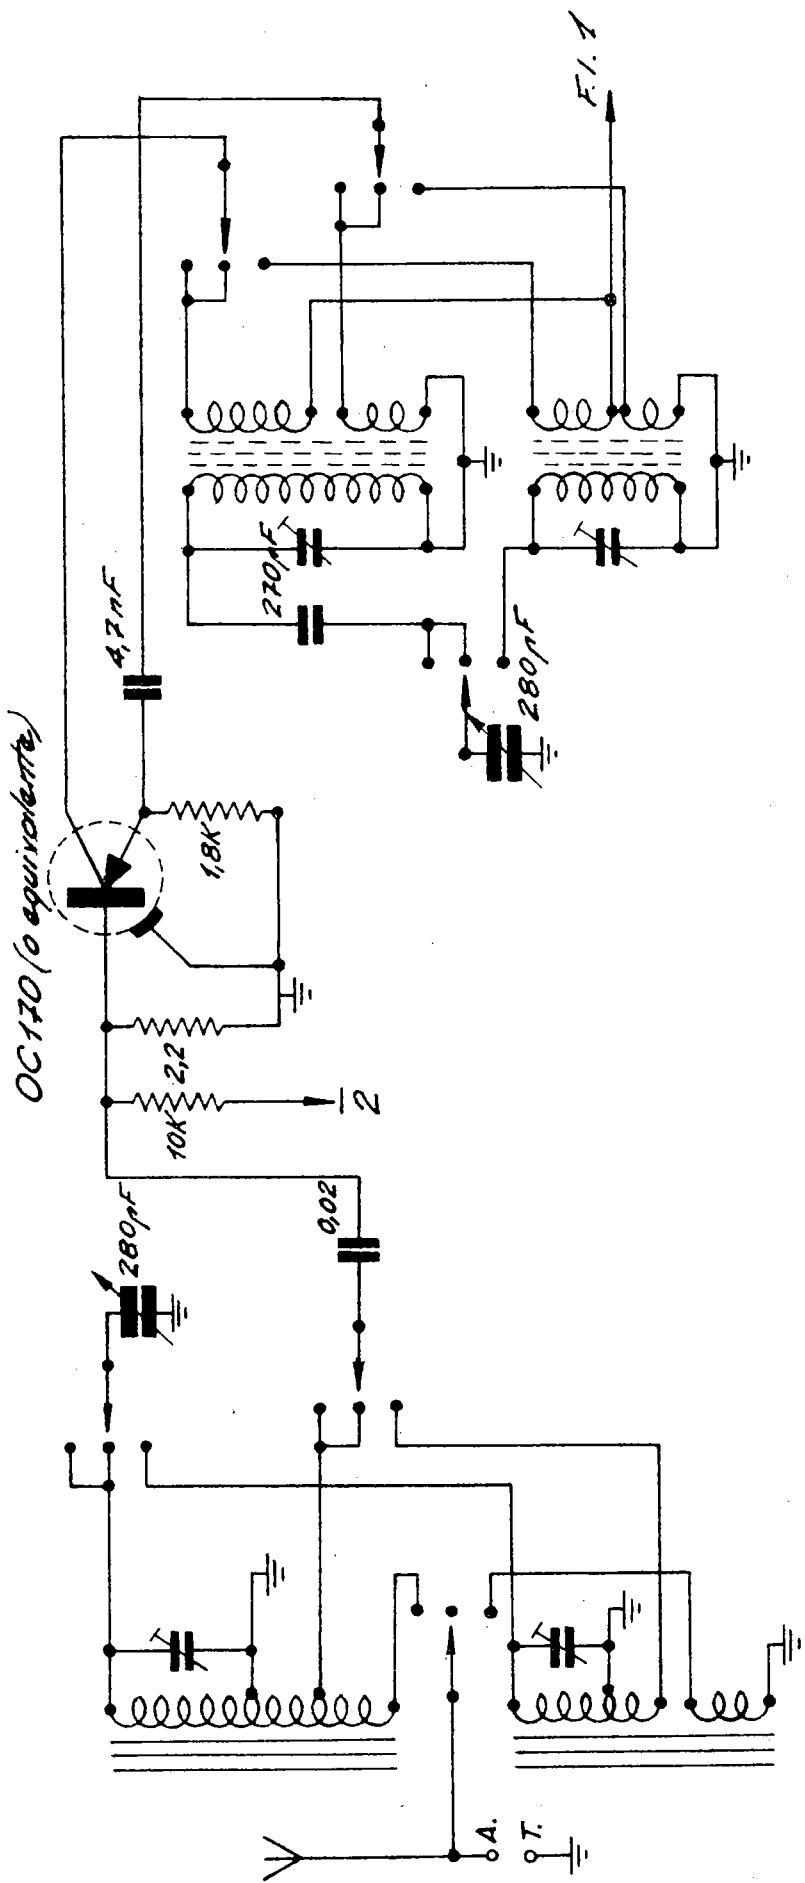 OC170 (o equivalente)
F.I. 1
4,7nF
270pF
280pF
1,8K
2,2
10K
2
0,02
280pF
A.
T.